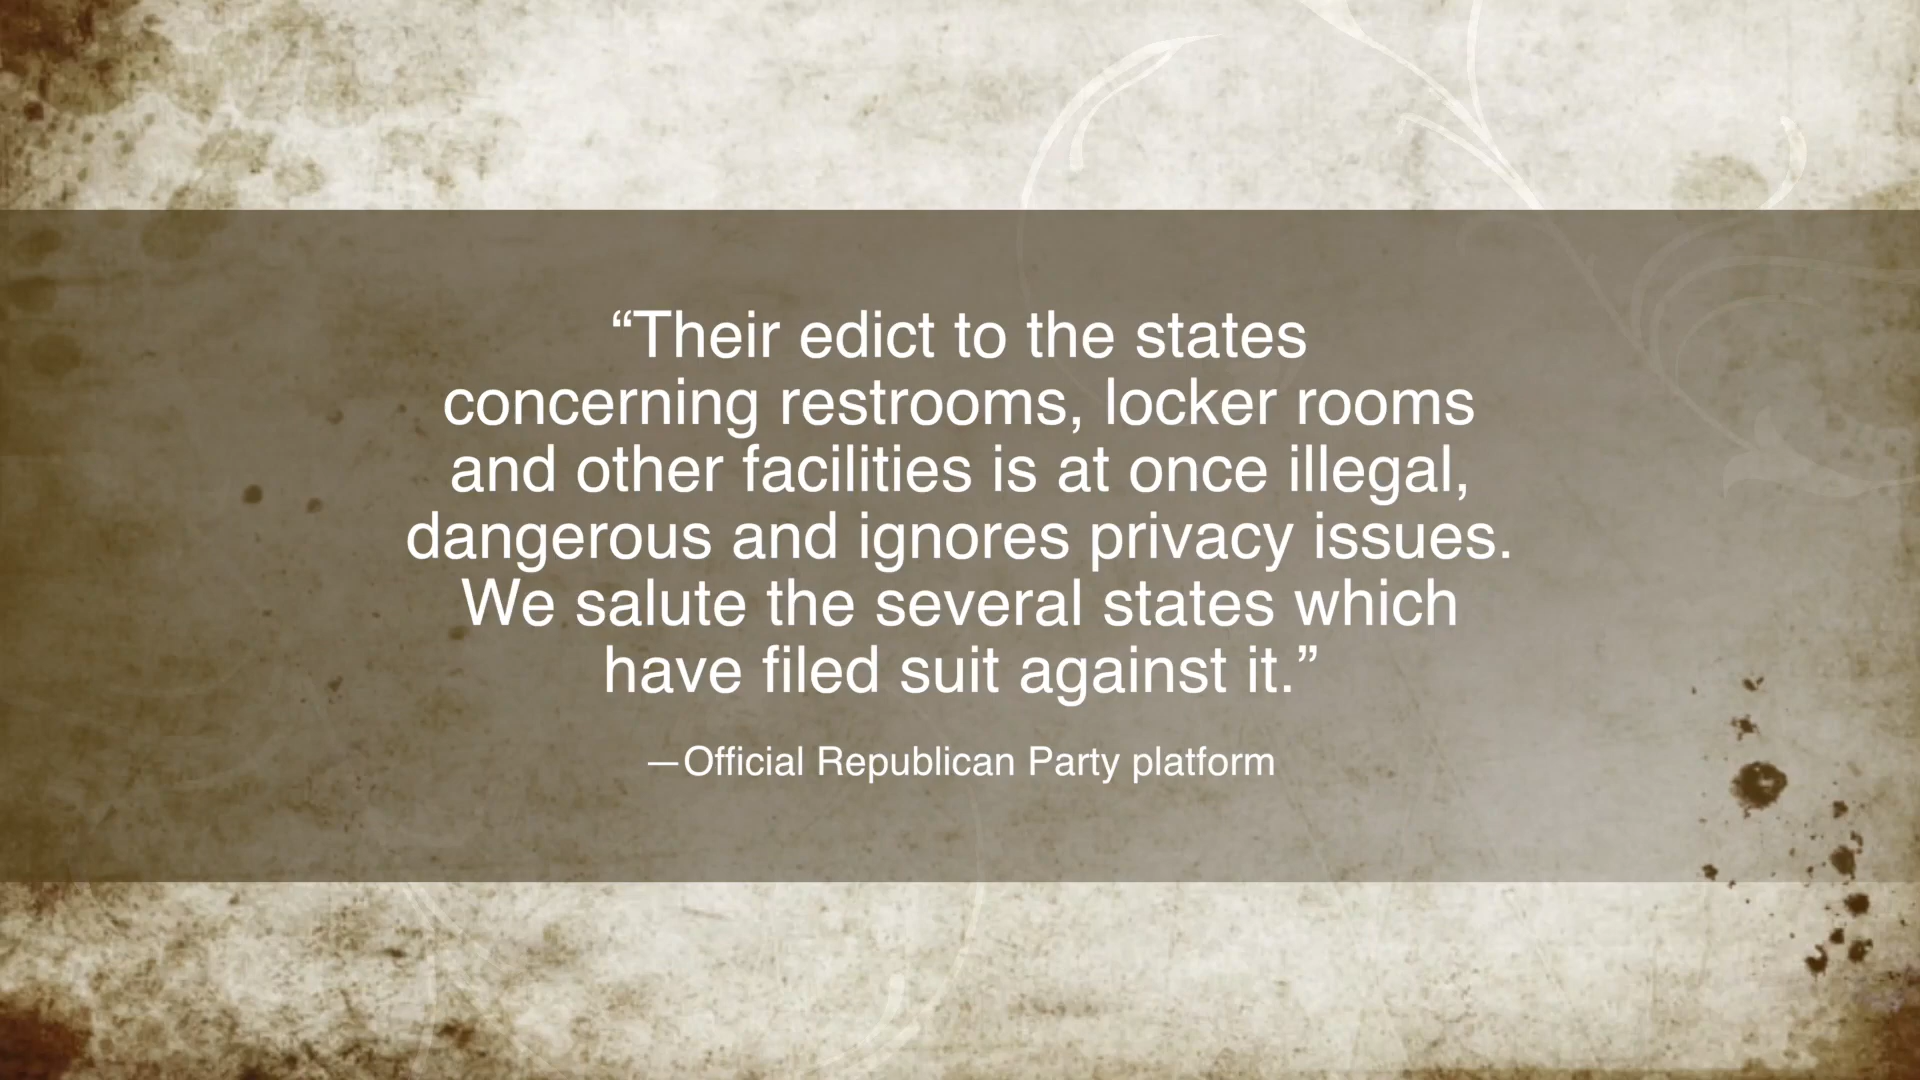 “Their edict to the states
concerning restrooms, locker rooms
and other facilities is at once illegal,
dangerous and ignores privacy issues.
We salute the several states which
have filed suit against it.”
—Official Republican Party platform